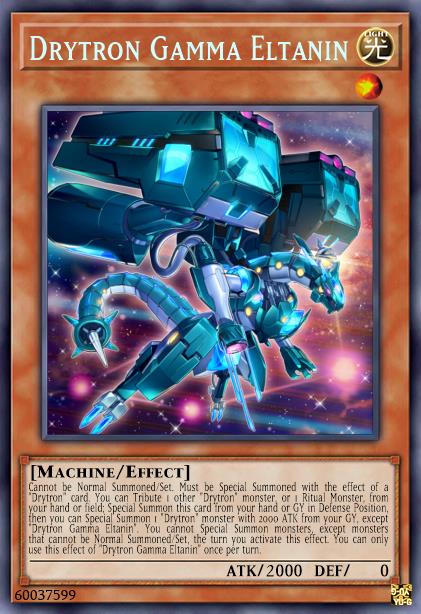 DRYTRON GAMMA ELTANIN
LIGHT
光
[MACHINE/EFFECT]
Cannot be Normal Summoned/Set. Must be Special Summoned with the effect of a
"Drytron" card. You can Tribute 1 other "Drytron" monster, or 1 Ritual Monster, from
your hand or field; Special Summon this card from your hand or GY in Defense Position,
then you can Special Summon 1 "Drytron" monster with 2000 ATK from your GY, except
"Drytron Gamma Eltanin". You cannot Special Summon monsters, except monsters
that cannot be Normal Summoned/Set, the turn you activate this effect. You can only
use this effect of "Drytron Gamma Eltanin" once per turn.
ATK/2000 DEF/ 0
60037599